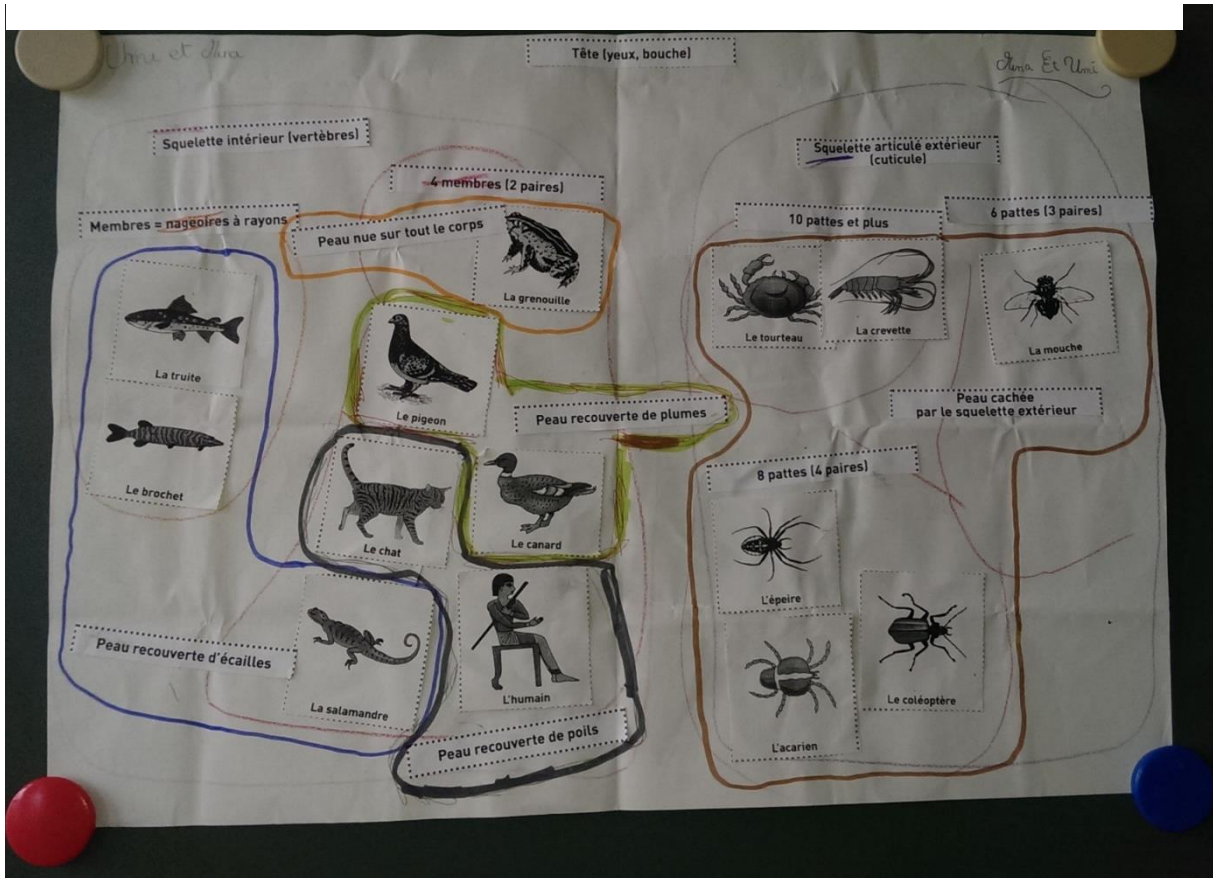 Tête (yeux, bouche)
Squelette intérieur (vertèbres)
Squelette articulé extérieur
(cuticule)
4 membres (2 paires)
Membres = nageoires à rayons
Peau nue sur tout le corps
La grenouille
10 pattes et plus
6 pattes (3 paires)
Le tourteau
La crevette
La mouche
La truite
Le pigeon
Peau recouverte de plumes
Peau cachée
par le squelette extérieur
Le brochet
Le chat
Le canard
8 pattes (4 paires)
L'épeire
Peau recouverte d'écailles
La salamandre
L'humain
Peau recouverte de poils
Le coléoptère
L'acarien